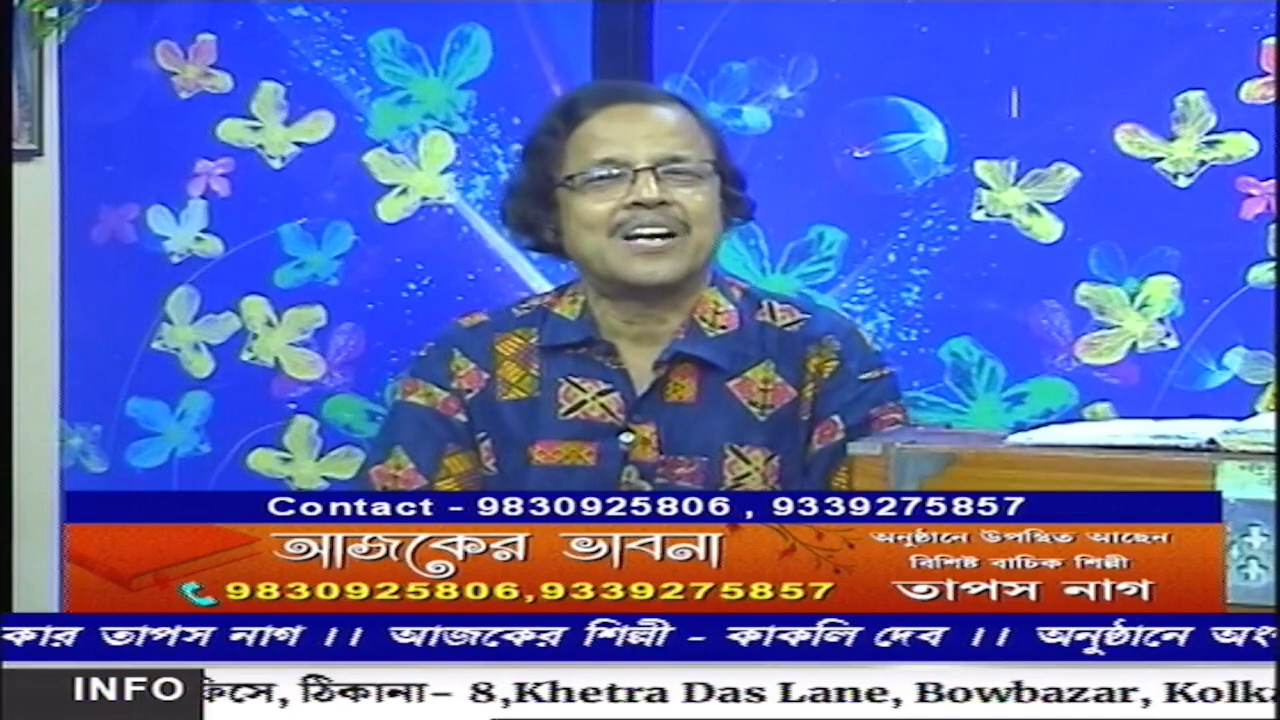 Contact - 9830925806 , 9339275857
আজকের ভাবনা
9830925806,9339275857
অনুষ্ঠানে উপস্থিত আছেন
বিশিষ্ট বাচিক শিল্পী
তাপস নাগ
কার তাপস নাগ ।। আজকের শিল্পী - কাকলি দেব ।। অনুষ্ঠানে অং
INFO
ফিসে, ঠিকানা- 8,Khetra Das Lane, Bowbazar, Kolk